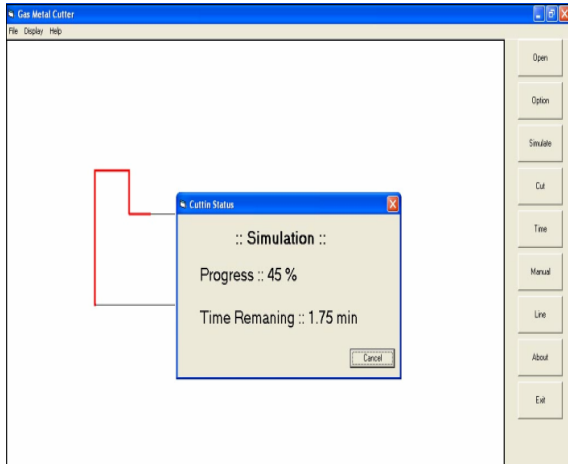 Gas Metal Cutter
File Display Help
Open
Option
Simulate
Cut
Time
Manual
Line
About
Exit
Cuttin Status
:: Simulation ::
Progress :: 45 %
Time Remaning :: 1.75 min
Cancel